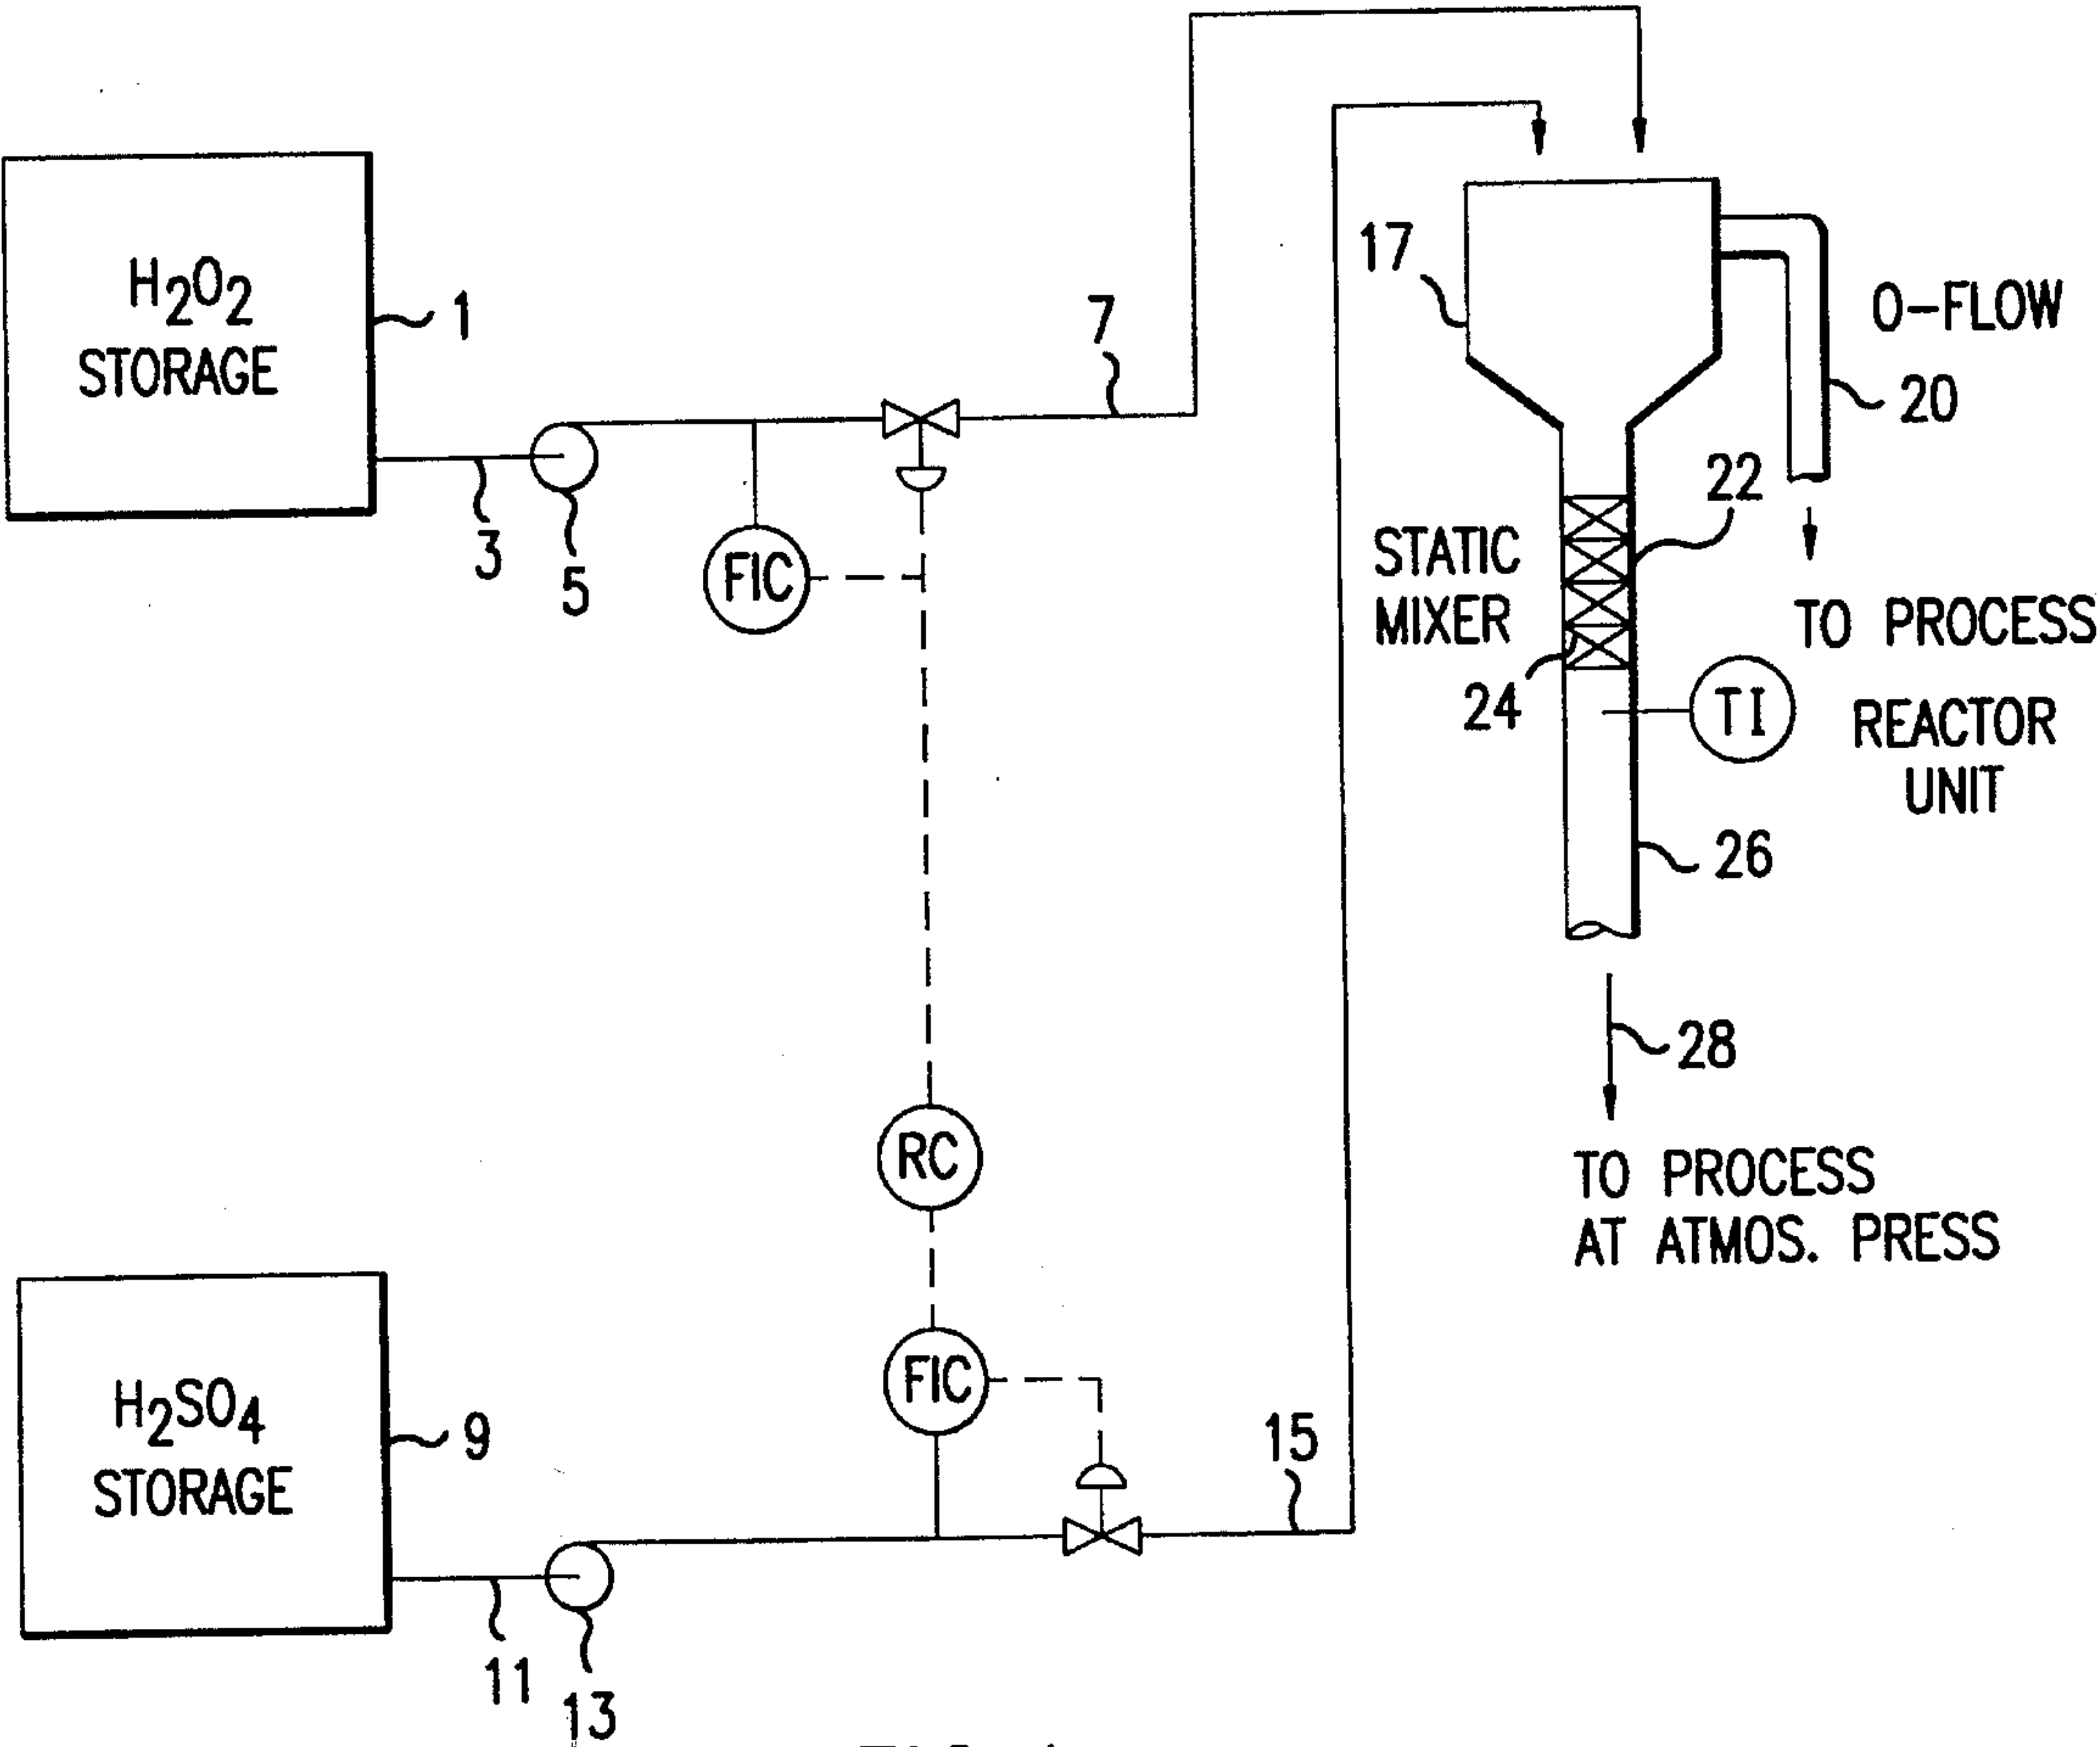 H2O2
STORAGE
1
3
5
FIC
7
17
O-FLOW
20
22
STATIC
MIXER
24
TO PROCESS
REACTOR
UNIT
TI
26
28
TO PROCESS
AT ATMOS. PRESS
RC
FIC
H2SO4
STORAGE
9
11
13
15